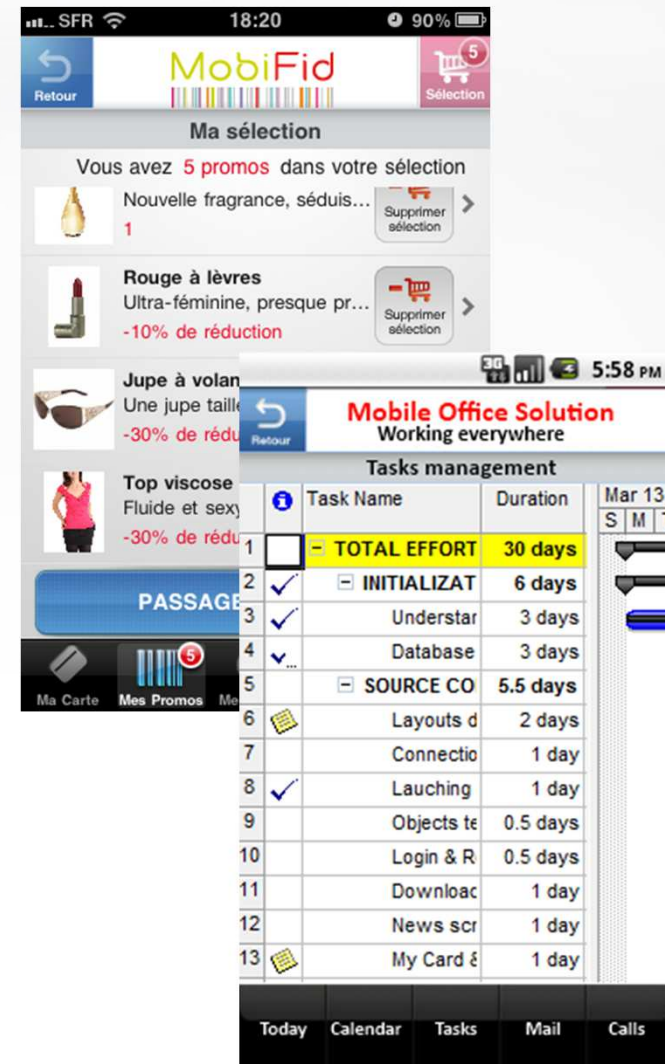 SFR 18:20 90%
Retour
MobiFid
5
Sélection
Ma sélection
Vous avez 5 promos dans votre sélection
Nouvelle fragrance, séduis...
1
Supprimer
sélection
Rouge à lèvres
Ultra-féminine, presque pr...
-10% de réduction
Supprimer
sélection
Jupe à volan
Une jupe taille
-30% de rédu
Top viscose
Fluide et sexy
-30% de rédu
PASSAGE
5
Ma Carte Mes Promos Me
3G 5:58 PM
Retour
Mobile Office Solution
Working everywhere
Tasks management
Task Name Duration Mar 13
S M T
1 TOTAL EFFORT 30 days
2 INITIALIZAT 6 days
3 Understar 3 days
4 Database 3 days
5 SOURCE CO 5.5 days
6 Layouts d 2 days
7 Connectio 1 day
8 Lauching 1 day
9 Objects te 0.5 days
10 Login & R 0.5 days
11 Downloac 1 day
12 News scr 1 day
13 My Card & 1 day
Today Calendar Tasks Mail Calls